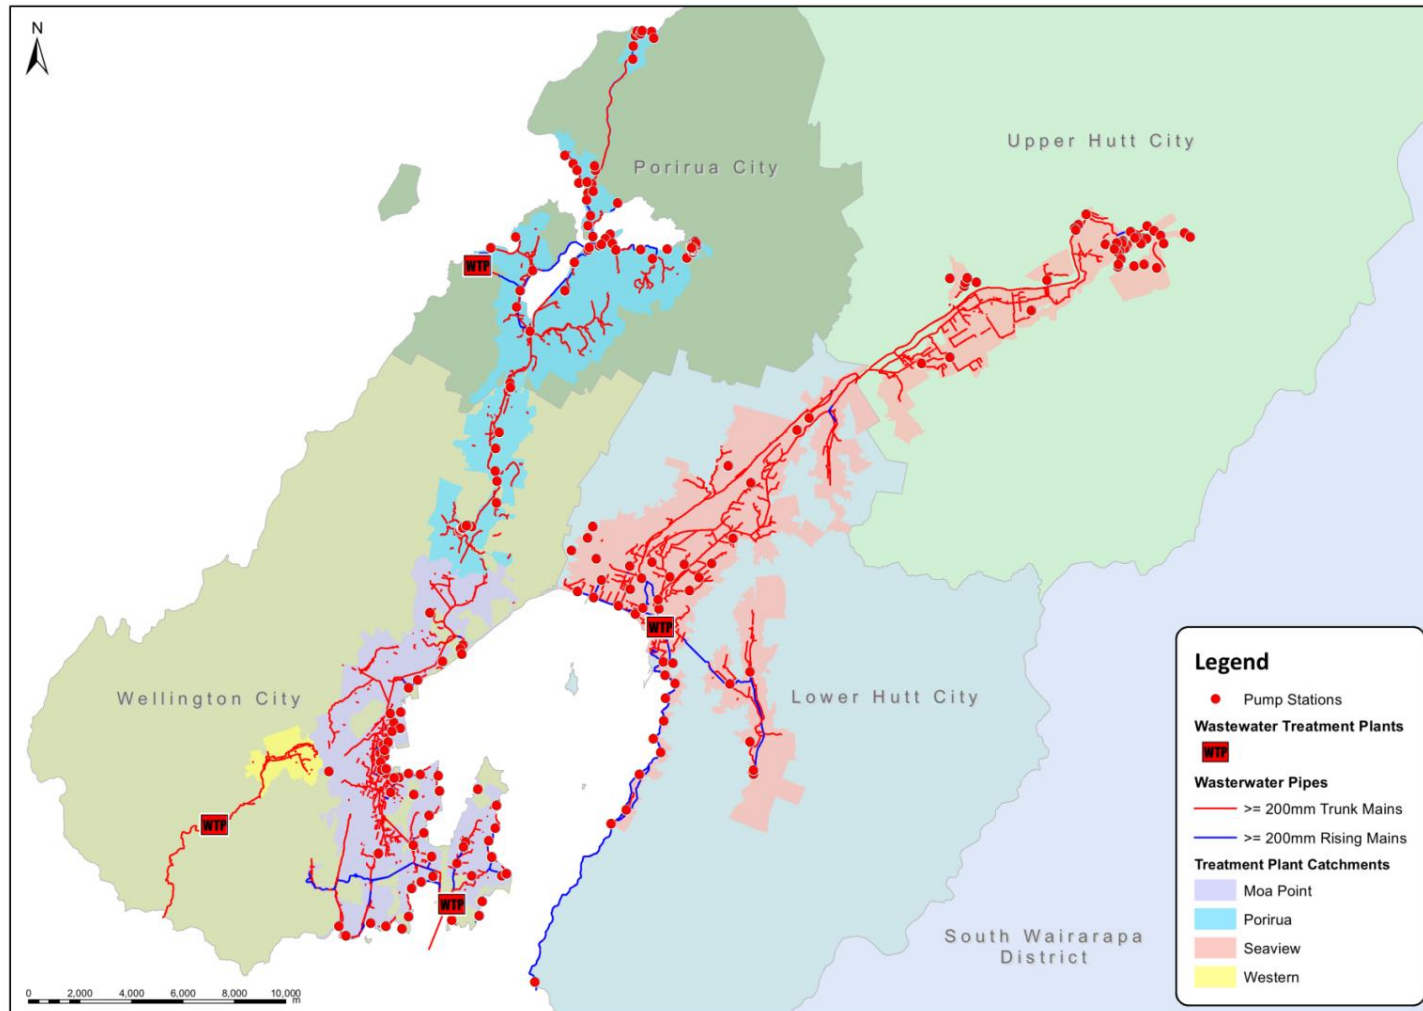 N
Upper Hutt City
Porirua City
WTP
WTP
Wellington City
Lower Hutt City
WTP
WTP
South Wairarapa
District
0 2,000 4,000 6,000 8,000 10,000
m
Legend
Pump Stations
Wastewater Treatment Plants
WTP
Wasterwater Pipes
>= 200mm Trunk Mains
>= 200mm Rising Mains
Treatment Plant Catchments
Moa Point
Porirua
Seaview
Western